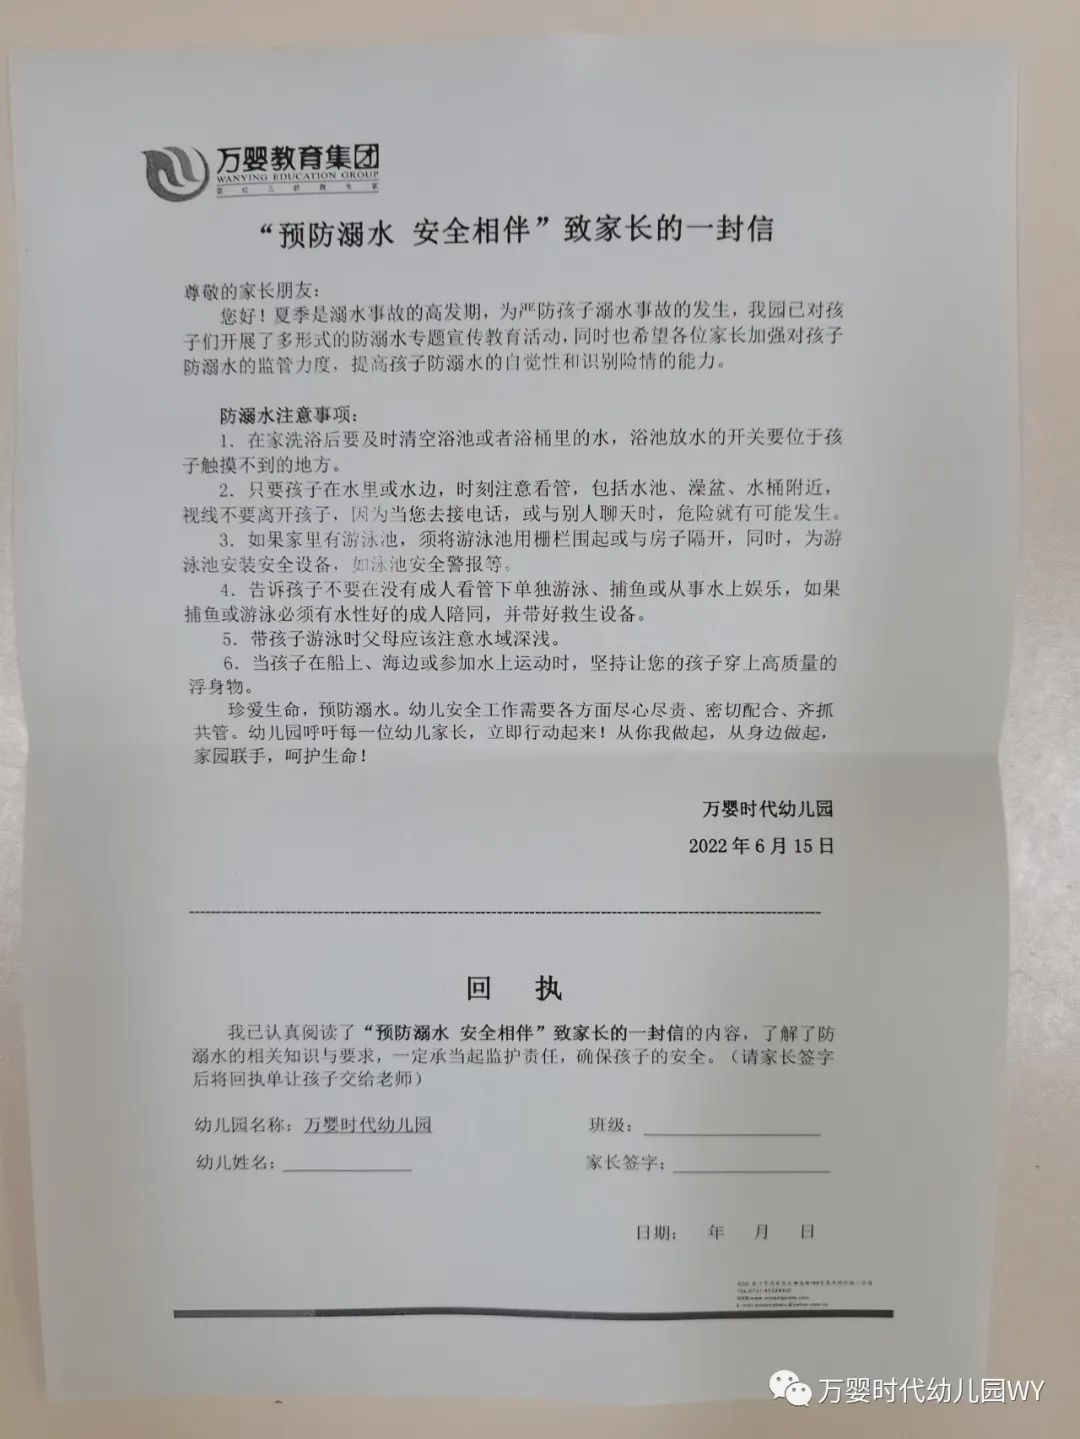 万婴教育集团
WANYING EDUCATION GROUP
“预防溺水 安全相伴”致家长的一封信
尊敬的家长朋友：
您好！夏季是溺水事故的高发期，为严防孩子溺水事故的发生，我园已对孩
子们开展了多形式的防溺水专题宣传教育活动，同时也希望各位家长加强对孩子
防溺水的监管力度，提高孩子防溺水的自觉性和识别险情的能力。
防溺水注意事项：
1．在家洗浴后要及时清空浴池或者浴桶里的水，浴池放水的开关要位于孩
子触摸不到的地方。
2．只要孩子在水里或水边，时刻注意看管，包括水池、澡盆、水桶附近，
视线不要离开孩子，因为当您去接电话，或与别人聊天时，危险就有可能发生。
3．如果家里有游泳池，须将游泳池用栅栏围起或与房子隔开，同时，为游
泳池安装安全设备，如泳池安全警报等。
4．告诉孩子不要在没有成人看管下单独游泳、捕鱼或从事水上娱乐，如果
捕鱼或游泳必须有水性好的成人陪同，并带好救生设备。
5．带孩子游泳时父母应该注意水域深浅。
6．当孩子在船上、海边或参加水上运动时，坚持让您的孩子穿上高质量的
浮身物。
珍爱生命，预防溺水。幼儿安全工作需要各方面尽心尽责、密切配合、齐抓
共管。幼儿园呼吁每一位幼儿家长，立即行动起来！从你我做起，从身边做起，
家园联手，呵护生命！
万婴时代幼儿园
2022年6月15日
回 执
我已认真阅读了“预防溺水 安全相伴”致家长的一封信的内容，了解了防
溺水的相关知识与要求，一定承当起监护责任，确保孩子的安全。（请家长签字
后将回执单让孩子交给老师）
幼儿园名称：万婴时代幼儿园 班级：
幼儿姓名： 家长签字：
日期： 年 月 日
万婴时代幼儿园WY